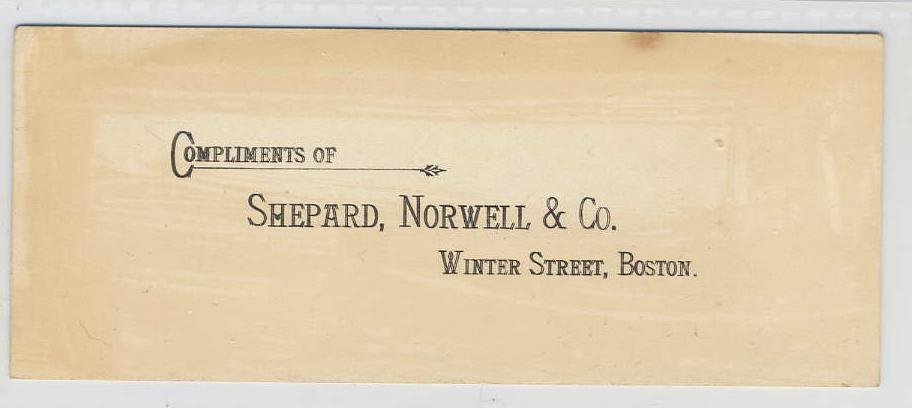 Compliments of
Shepard, Norwell & Co.
Winter Street, Boston.